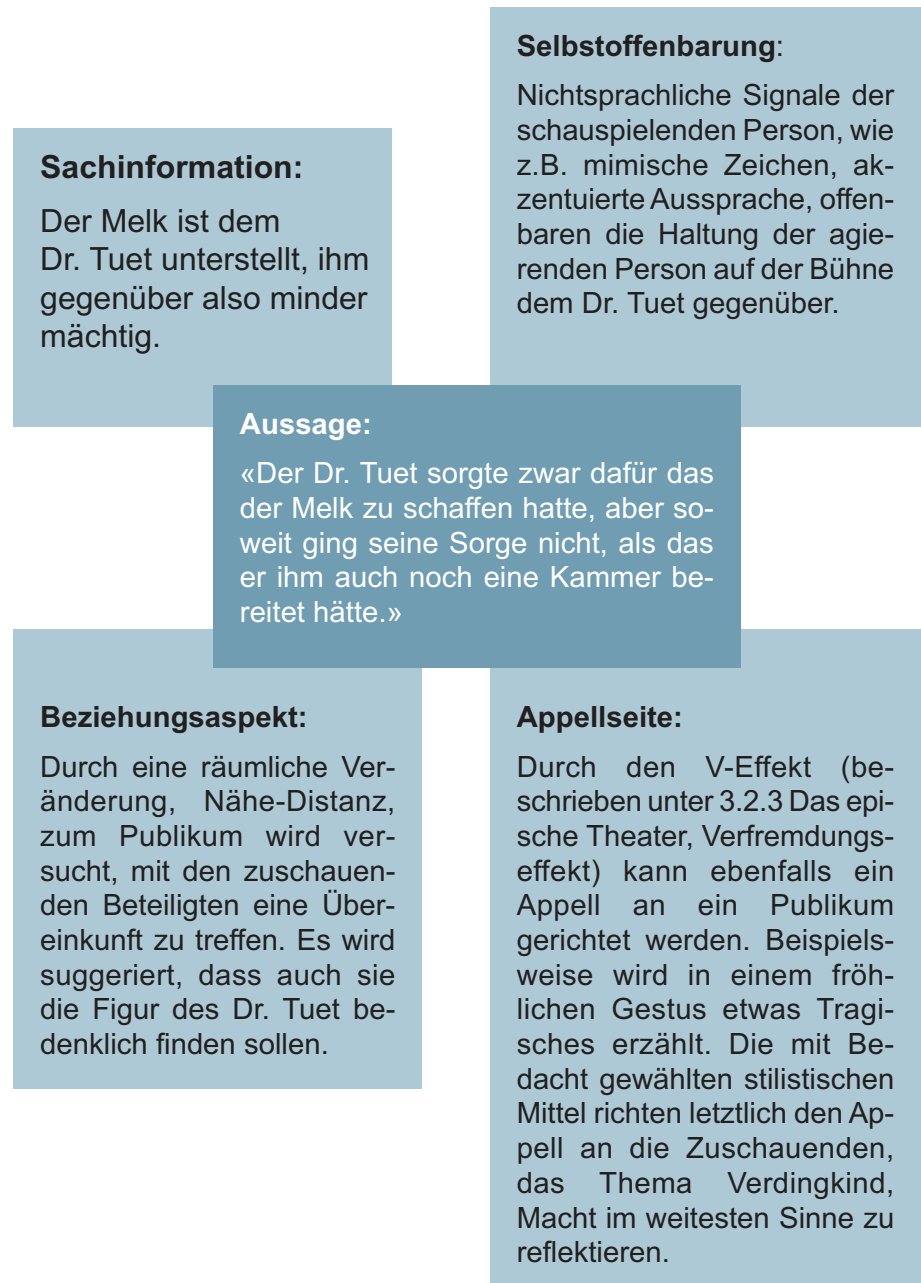 Sachinformation:
Der Melk ist dem
Dr. Tuet unterstellt, ihm
gegenüber also minder
mächtig.
Selbstoffenbarung:
Nichtsprachliche Signale der
schauspielenden Person, wie
z.B. mimische Zeichen, ak-
zentuierte Aussprache, offen-
baren die Haltung der agie-
renden Person auf der Bühne
dem Dr. Tuet gegenüber.
Aussage:
«Der Dr. Tuet sorgte zwar dafür das
der Melk zu schaffen hatte, aber so-
weit ging seine Sorge nicht, als das
er ihm auch noch eine Kammer be-
reitet hätte.»
Beziehungsaspekt:
Durch eine räumliche Ver-
änderung, Nähe-Distanz,
zum Publikum wird ver-
sucht, mit den zuschauen-
den Beteiligten eine Über-
einkunft zu treffen. Es wird
suggeriert, dass auch sie
die Figur des Dr. Tuet be-
denklich finden sollen.
Appellseite:
Durch den V-Effekt (be-
schrieben unter 3.2.3 Das epi-
sche Theater, Verfremdungs-
effekt) kann ebenfalls ein
Appell an ein Publikum
gerichtet werden. Beispiels-
weise wird in einem fröh-
lichen Gestus etwas Tragi-
sches erzählt. Die mit Be-
dacht gewählten stilistischen
Mittel richten letztlich den Ap-
pell an die Zuschauenden,
das Thema Verdingkind,
Macht im weitesten Sinne zu
reflektieren.